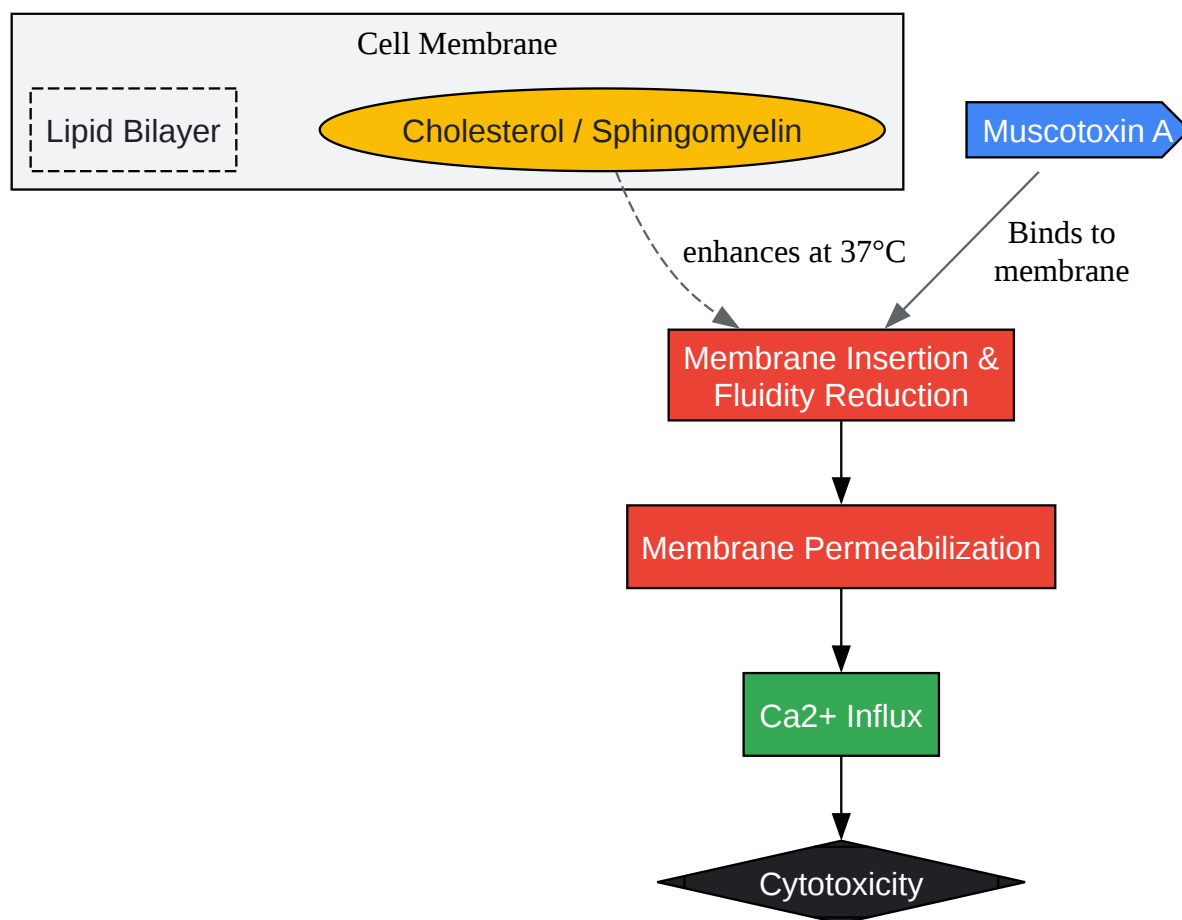 Cell Membrane
Lipid Bilayer
Cholesterol / Sphingomyelin
Muscotoxin A
enhances at 37°C
Binds to
membrane
Membrane Insertion &
Fluidity Reduction
Membrane Permeabilization
Ca2+ Influx
Cytotoxicity